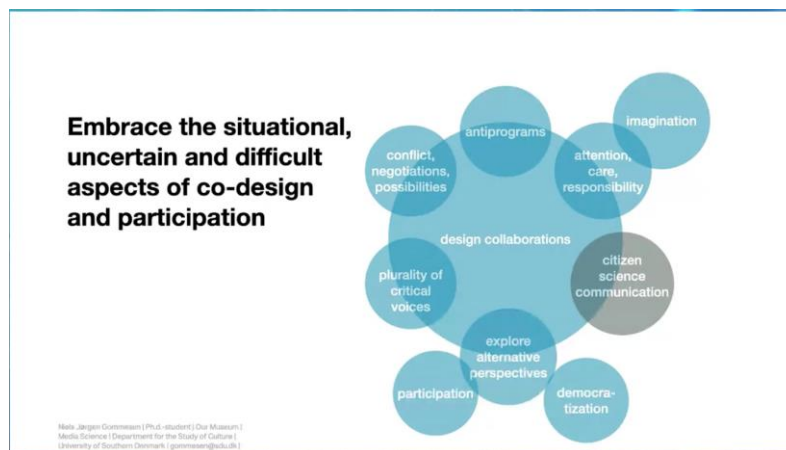 Embrace the situational,
uncertain and difficult
aspects of co-design
and participation
antiprograms
imagination
conflict,
negotiations,
possibilities
attention,
care,
responsibility
design collaborations
citizen
science
communication
plurality of
critical
voices
explore
alternative
perspectives
participation
democra-
tization
Niels Jørgen Gommesen | Ph.d.-student | Our Museum |
Media Science | Department for the Study of Culture |
University of Southern Denmark | gommesen@sdu.dk |